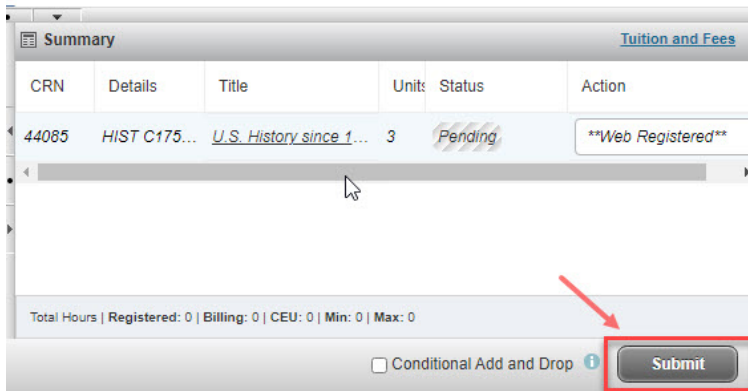 Summary Tuition and Fees
CRN Details Title Units Status Action
44085 HIST C175... U.S. History since 1... 3 Pending **Web Registered**
Total Hours | Registered: 0 | Billing: 0 | CEU: 0 | Min: 0 | Max: 0
Conditional Add and Drop Submit